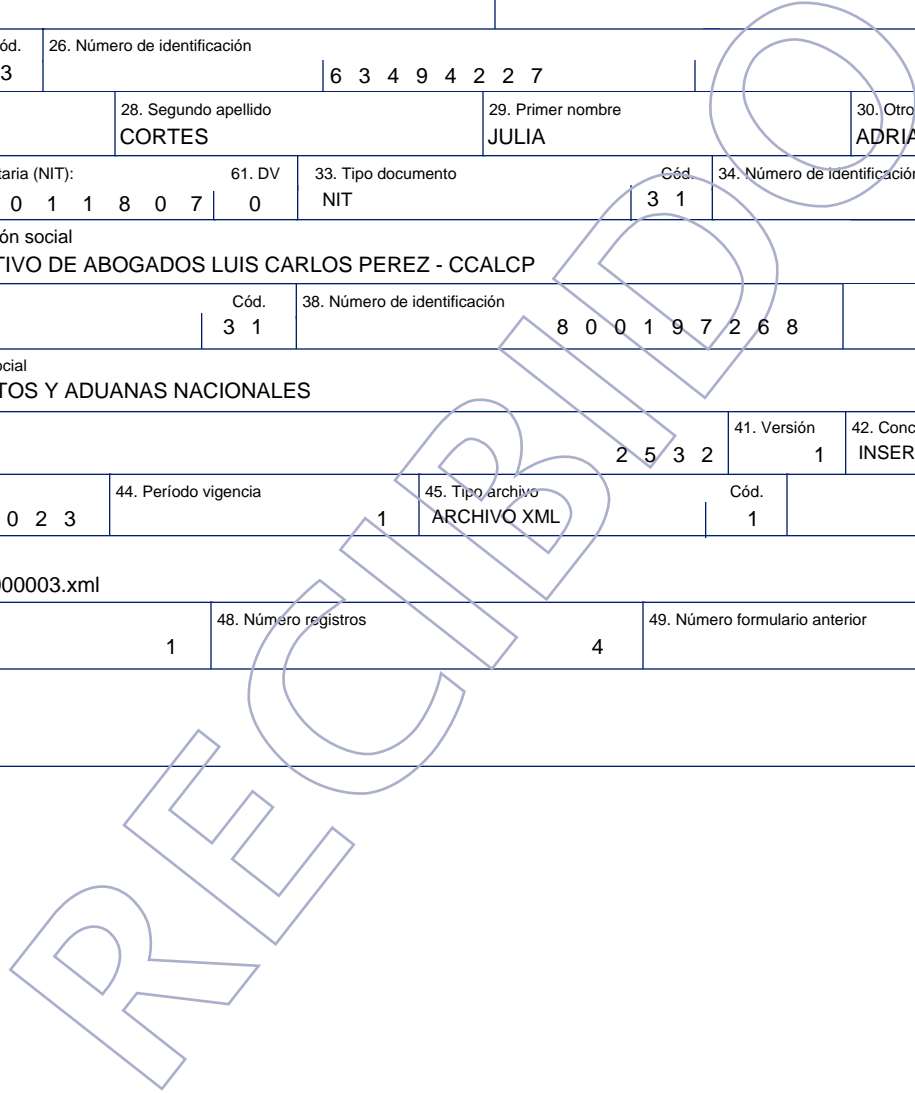 ód. 26. Número de identificación
3 6 3 4 9 4 2 2 7
28. Segundo apellido 29. Primer nombre 30. Otro
CORTES JULIA ADRIA
taria (NIT): 61. DV 33. Tipo documento Cód. 34. Número de identificación
0 1 1 8 0 7 0 NIT 3 1
ón social
TIVO DE ABOGADOS LUIS CARLOS PEREZ - CCALCP
Cód. 38. Número de identificación
3 1 8 0 0 1 9 7 2 6 8
ocial
TOS Y ADUANAS NACIONALES
41. Versión 42. Conc
2 5 3 2 1 INSER
44. Período vigencia 45. Tipo archivo Cód.
0 2 3 1 ARCHIVO XML 1
000003.xml
48. Número registros 49. Número formulario anterior
1 4
RECIBIDO